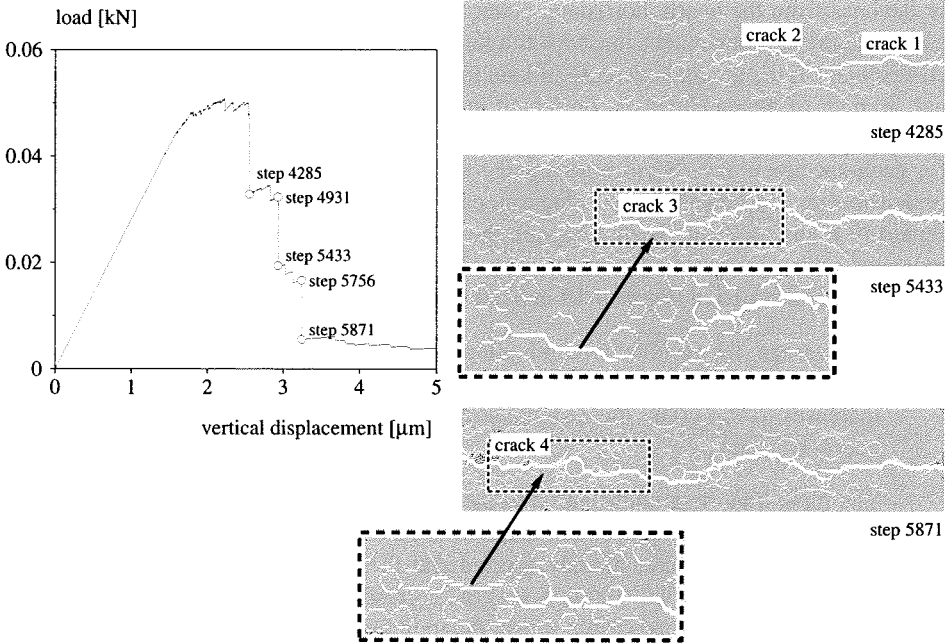 load [kN]
0.06
0.04
0.02
0
0
1
2
3
4
5
vertical displacement [μm]
step 4285
step 4931
step 5433
step 5756
step 5871
crack 2
crack 1
step 4285
crack 3
step 5433
crack 4
step 5871